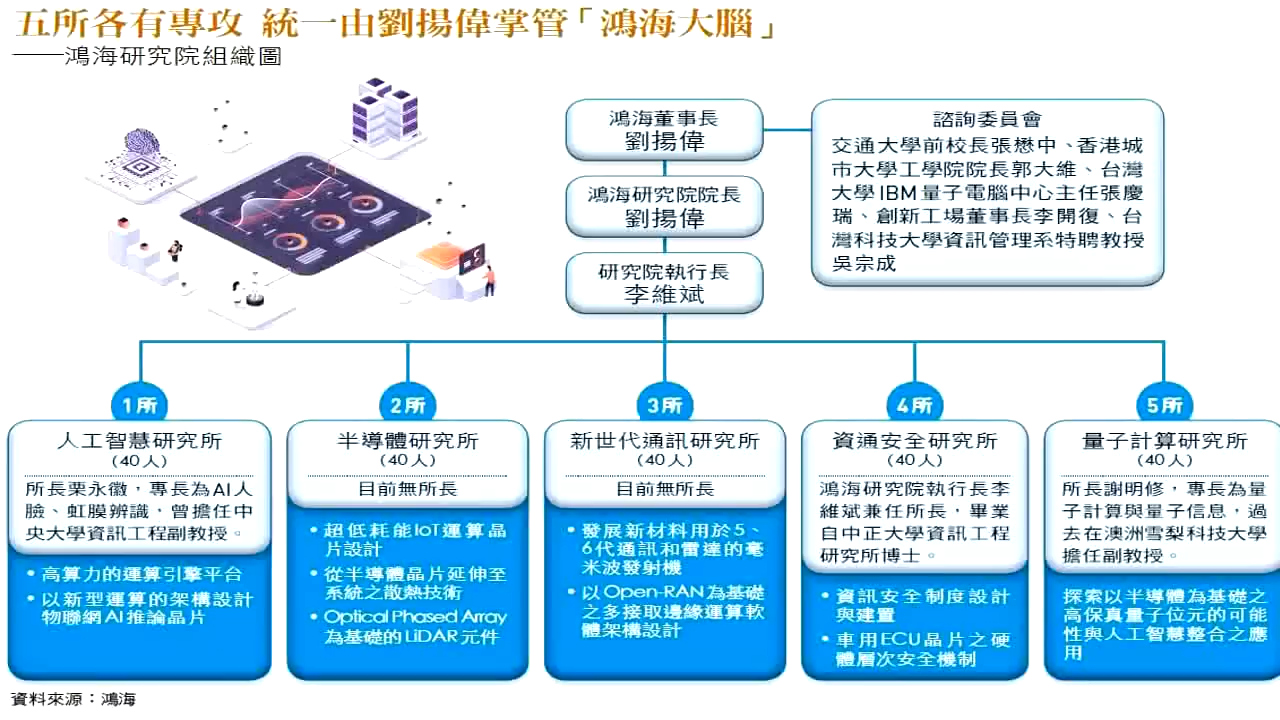 五所各有專攻 統一由劉揚偉掌管「鴻海大腦」
──鴻海研究院組織圖
鴻海董事長
劉揚偉
鴻海研究院院長
劉揚偉
研究院執行長
李維斌
諮詢委員會
交通大學前校長張懋中、香港城
市大學工學院院長郭大維、台灣
大學IBM量子電腦中心主任張慶
瑞、創新工場董事長李開復、台
灣科技大學資訊管理系特聘教授
吳宗成
1所
人工智慧研究所
(40人)
所長栗永徽，專長為AI人
臉、虹膜辨識，曾擔任中
央大學資訊工程副教授。
• 高算力的運算引擎平台
• 以新型運算的架構設計
物聯網AI推論晶片
2所
半導體研究所
(40人)
目前無所長
• 超低耗能IoT運算晶
片設計
• 從半導體晶片延伸至
系統之散熱技術
• Optical Phased Array
為基礎的LiDAR元件
3所
新世代通訊研究所
(40人)
目前無所長
• 發展新材料用於5、
6代通訊和雷達的毫
米波發射機
• 以Open-RAN為基礎
之多接取邊緣運算軟
體架構設計
4所
資通安全研究所
(40人)
鴻海研究院執行長李
維斌兼任所長，畢業
自中正大學資訊工程
研究所博士。
• 資訊安全制度設計
與建置
• 車用ECU晶片之硬
體層次安全機制
5所
量子計算研究所
(40人)
所長謝明修，專長為量
子計算與量子信息，過
去在澳洲雪梨科技大學
擔任副教授。
探索以半導體為基礎之
高保真量子位元的可能
性與人工智慧整合之應
用
資料來源：鴻海